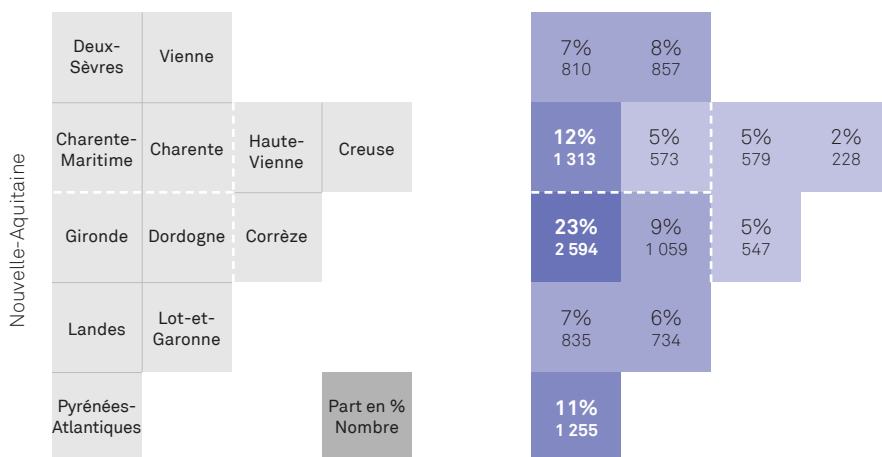 Nouvelle-Aquitaine
Deux-
Sèvres
Vienne
Charente-
Maritime
Charente
Haute-
Vienne
Creuse
Gironde
Dordogne
Corrèze
Landes
Lot-et-
Garonne
Pyrénées-
Atlantiques
Part en %
Nombre
7%
810
8%
857
12%
1 313
5%
573
5%
579
2%
228
23%
2 594
9%
1 059
5%
547
7%
835
6%
734
11%
1 255